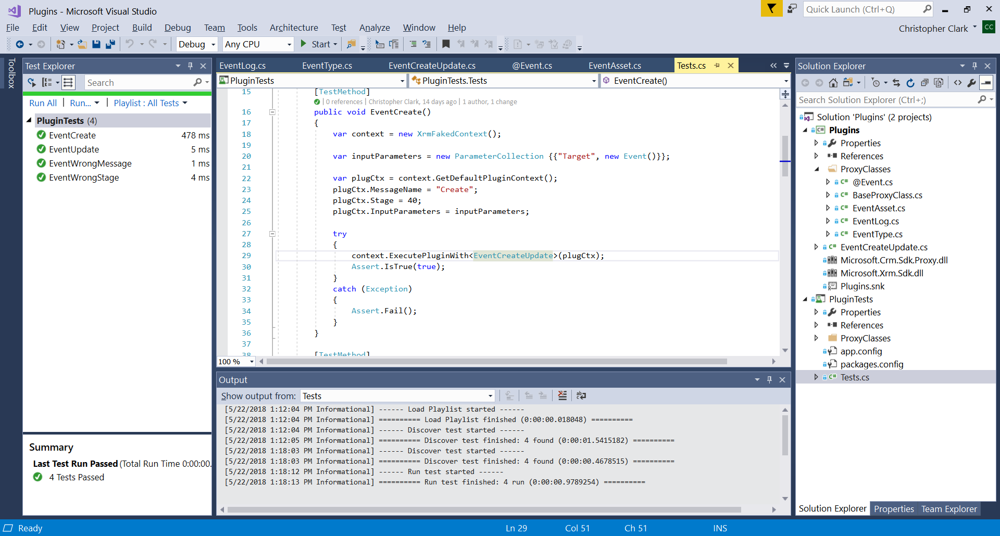 Plugins - Microsoft Visual Studio
Quick Launch (Ctrl+Q)
File Edit View Project Build Debug Team Tools Architecture Test Analyze Window Help
Christopher Clark CC
Debug Any CPU Start
Toolbox
Test Explorer
Search
Run All | Run... | Playlist : All Tests
PluginTests (4)
EventCreate 478 ms
EventUpdate 5 ms
EventWrongMessage 1 ms
EventWrongStage 4 ms
Summary
Last Test Run Passed (Total Run Time 0:00:00.
4 Tests Passed
EventLog.cs EventType.cs EventCreateUpdate.cs @Event.cs EventAsset.cs Tests.cs
PluginTests PluginTests.Tests EventCreate()
15 [TestMethod]
| 0 references | Christopher Clark, 14 days ago | 1 author, 1 change
16 public void EventCreate()
17 {
18 var context = new XrmFakedContext();
19
20 var inputParameters = new ParameterCollection {{"Target", new Event()}};
21
22 var plugCtx = context.GetDefaultPluginContext();
23 plugCtx.MessageName = "Create";
24 plugCtx.Stage = 40;
25 plugCtx.InputParameters = inputParameters;
26
27 try
28 {
29 context.ExecutePluginWith<EventCreateUpdate>(plugCtx);
30 Assert.IsTrue(true);
31 }
32 catch (Exception)
33 {
34 Assert.Fail();
35 }
36 }
37
38 [TestMethod]
100 %
Output
Show output from: Tests
[5/22/2018 1:12:04 PM Informational] ------ Load Playlist started ------
[5/22/2018 1:12:04 PM Informational] ========== Load Playlist finished (0:00:00.018048) ==========
[5/22/2018 1:12:04 PM Informational] ------ Discover test started ------
[5/22/2018 1:12:05 PM Informational] ========== Discover test finished: 4 found (0:00:01.5415182) ==========
[5/22/2018 1:18:03 PM Informational] ------ Discover test started ------
[5/22/2018 1:18:03 PM Informational] ========== Discover test finished: 4 found (0:00:00.4678515) ==========
[5/22/2018 1:18:12 PM Informational] ------ Run test started ------
[5/22/2018 1:18:13 PM Informational] ========== Run test finished: 4 run (0:00:00.9789254) ==========
Solution Explorer
Search Solution Explorer (Ctrl+;)
Solution 'Plugins' (2 projects)
Plugins
Properties
References
ProxyClasses
@Event.cs
BaseProxyClass.cs
EventAsset.cs
EventLog.cs
EventType.cs
EventCreateUpdate.cs
Microsoft.Crm.Sdk.Proxy.dll
Microsoft.Xrm.Sdk.dll
Plugins.snk
PluginTests
Properties
References
ProxyClasses
app.config
packages.config
Tests.cs
Solution Explorer Properties Team Explorer
Ready Ln 29 Col 51 Ch 51 INS